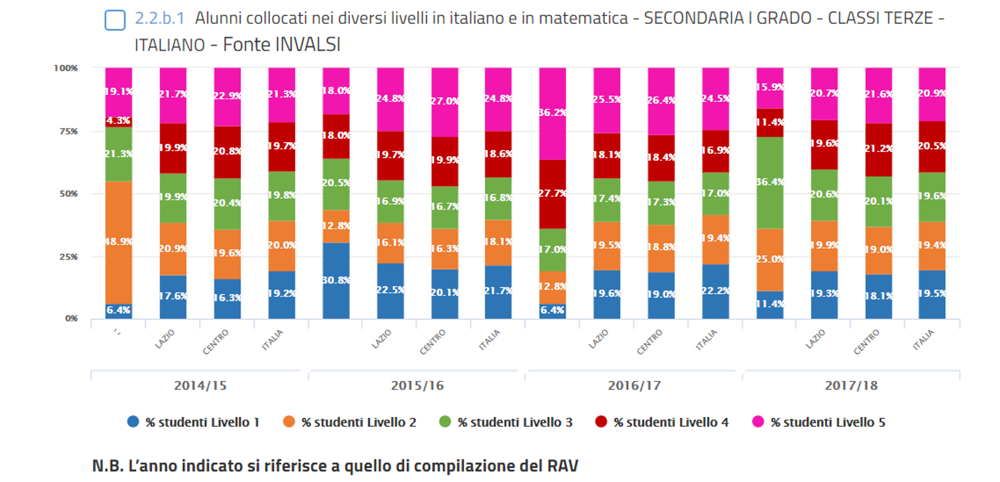 2.2.b.1 Alunni collocati nei diversi livelli in italiano e in matematica - SECONDARIA I GRADO - CLASSI TERZE -
ITALIANO - Fonte INVALSI
100%
75%
50%
25%
0%
19.1% 21.7% 22.9% 21.3% 18.0% 24.8% 27.0% 24.8% 36.2% 25.5% 26.4% 24.5% 15.9% 20.7% 21.6% 20.9%
4.3% 19.9% 20.8% 19.7% 18.0% 19.7% 19.9% 18.6% 27.7% 18.1% 18.4% 16.9% 11.4% 19.6% 21.2% 20.5%
21.3% 19.9% 20.4% 19.8% 20.5% 16.9% 16.7% 16.8% 17.0% 17.4% 17.3% 17.0% 36.4% 20.6% 20.1% 19.6%
48.9% 20.9% 19.6% 20.0% 12.8% 16.1% 16.3% 18.1% 12.8% 19.5% 18.8% 19.4% 25.0% 19.9% 19.0% 19.4%
6.4% 17.6% 16.3% 19.2% 30.8% 22.5% 20.1% 21.7% 6.4% 19.6% 19.0% 22.2% 11.4% 19.3% 18.1% 19.5%
LAZIO CENTRO ITALIA LAZIO CENTRO ITALIA LAZIO CENTRO ITALIA LAZIO CENTRO ITALIA
2014/15 2015/16 2016/17 2017/18
% studenti Livello 1 % studenti Livello 2 % studenti Livello 3 % studenti Livello 4 % studenti Livello 5
N.B. L'anno indicato si riferisce a quello di compilazione del RAV